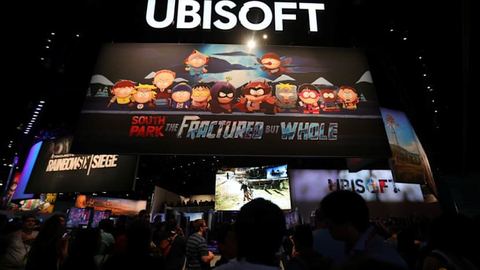 UBISOFT
SOUTH PARK THE FRACTURED BUT WHOLE
RAINBOW SIX SIEGE
UBISOFT